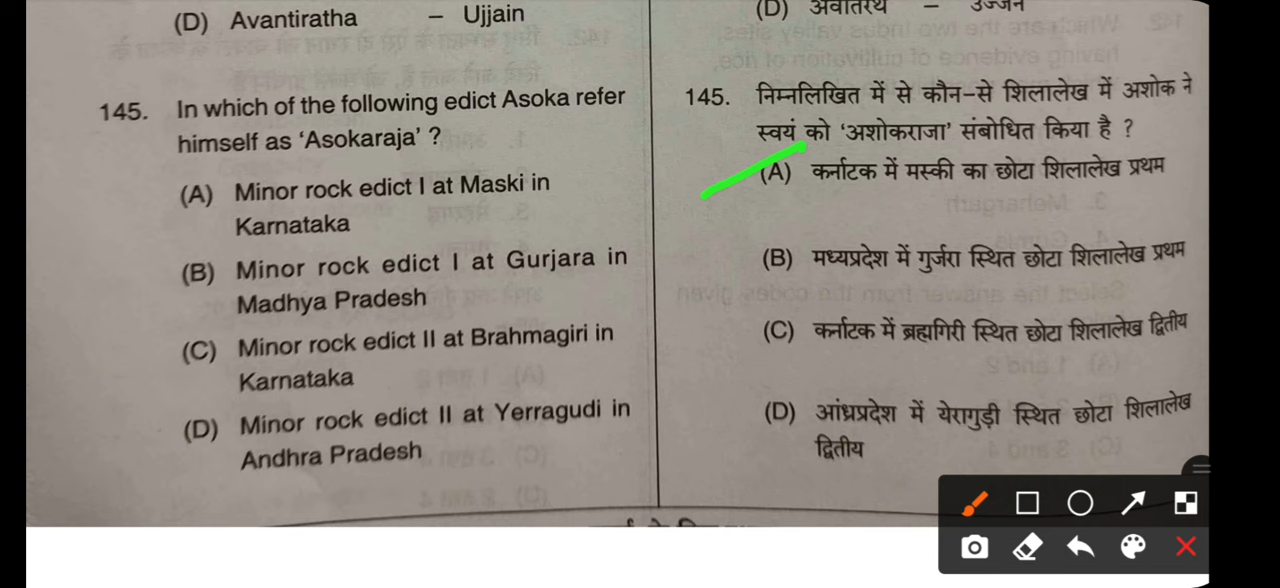 (D) Avantiratha – Ujjain
145. In which of the following edict Asoka refer
himself as ‘Asokaraja’ ?
(A) Minor rock edict I at Maski in
Karnataka
(B) Minor rock edict I at Gurjara in
Madhya Pradesh
(C) Minor rock edict II at Brahmagiri in
Karnataka
(D) Minor rock edict II at Yerragudi in
Andhra Pradesh
(D) अवंतिरथ – उज्जैन
145. निम्नलिखित में से कौन-से शिलालेख में अशोक ने
स्वयं को ‘अशोकराजा’ संबोधित किया है ?
(A) कर्नाटक में मस्की का छोटा शिलालेख प्रथम
(B) मध्यप्रदेश में गुर्जरा स्थित छोटा शिलालेख प्रथम
(C) कर्नाटक में ब्रह्मगिरी स्थित छोटा शिलालेख द्वितीय
(D) आंध्रप्रदेश में येरागुड़ी स्थित छोटा शिलालेख
द्वितीय